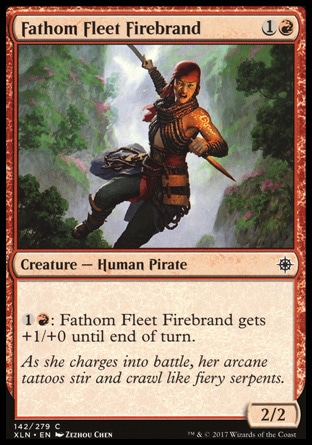 Fathom Fleet Firebrand 1
Creature — Human Pirate
1: Fathom Fleet Firebrand gets
+1/+0 until end of turn.
As she charges into battle, her arcane
tattoos stir and crawl like fiery serpents.
2/2
142/279 C
XLN • EN Zezhou Chen
™ & © 2017 Wizards of the Coast